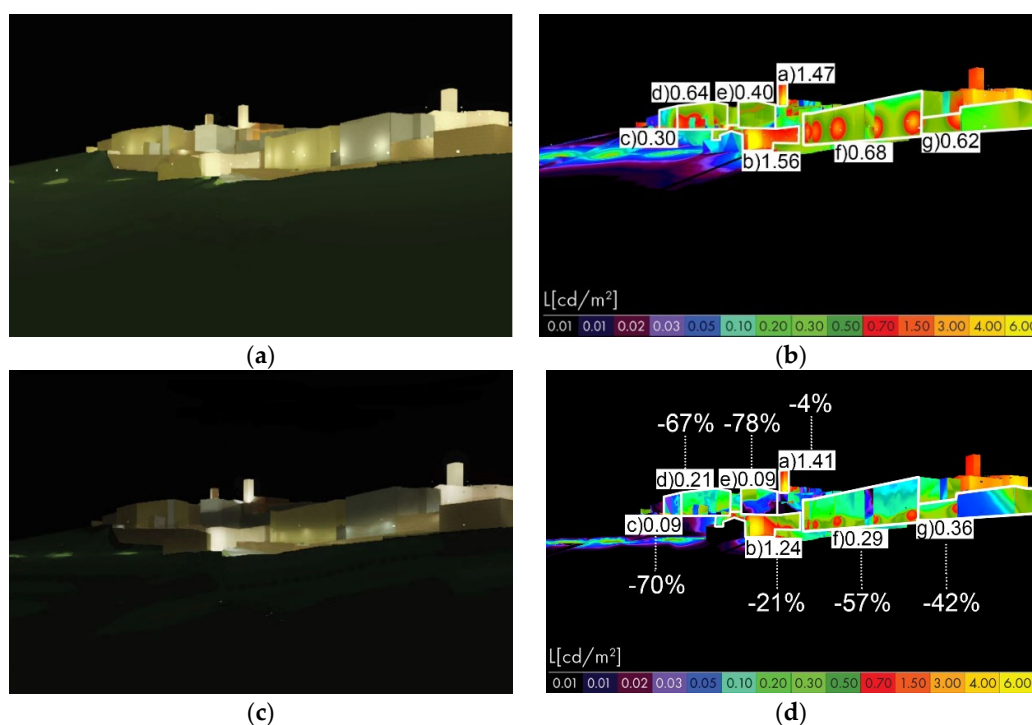 a)1.47
d)0.64 e)0.40
c)0.30
b)1.56
f)0.68
g)0.62
L[cd/m²]
0.01 0.01 0.02 0.03 0.05 0.10 0.20 0.30 0.50 0.70 1.50 3.00 4.00 6.00
(a)
(b)
-4%
-67% -78%
a)1.41
d)0.21 e)0.09
c)0.09
b)1.24
f)0.29
g)0.36
-70%
-21% -57% -42%
L[cd/m²]
0.01 0.01 0.02 0.03 0.05 0.10 0.20 0.30 0.50 0.70 1.50 3.00 4.00 6.00
(c)
(d)